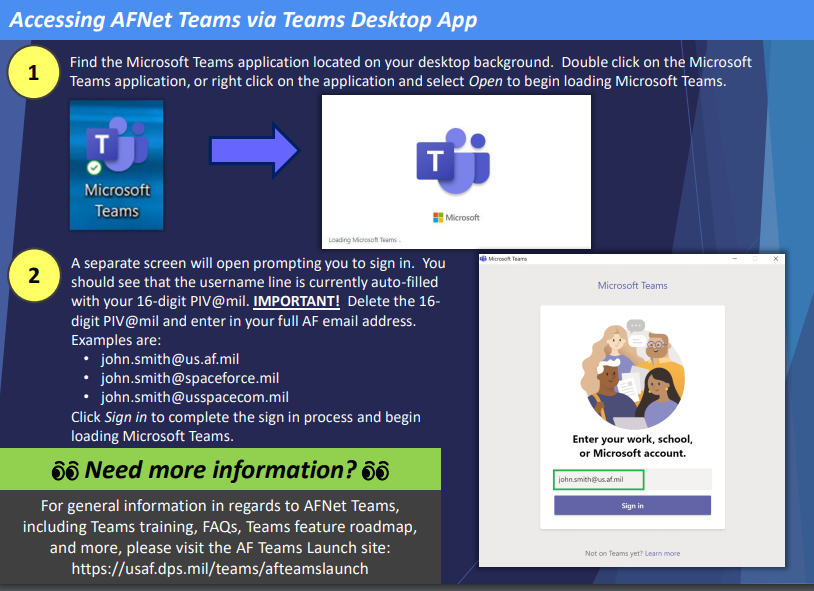 Accessing AFNet Teams via Teams Desktop App
1
Find the Microsoft Teams application located on your desktop background. Double click on the Microsoft
Teams application, or right click on the application and select Open to begin loading Microsoft Teams.
T
Microsoft
Teams
T
Microsoft
Loading Microsoft Teams ..
2
A separate screen will open prompting you to sign in. You
should see that the username line is currently auto-filled
with your 16-digit PIV@mil. IMPORTANT! Delete the 16-
digit PIV@mil and enter in your full AF email address.
Examples are:
• john.smith@us.af.mil
• john.smith@spaceforce.mil
• john.smith@usspacecom.mil
Click Sign in to complete the sign in process and begin
loading Microsoft Teams.
Microsoft Teams
Microsoft Teams
Enter your work, school,
or Microsoft account.
john.smith@us.af.mil
Sign in
Not on Teams yet? Learn more
Need more information?
For general information in regards to AFNet Teams,
including Teams training, FAQs, Teams feature roadmap,
and more, please visit the AF Teams Launch site:
https://usaf.dps.mil/teams/afteamslaunch